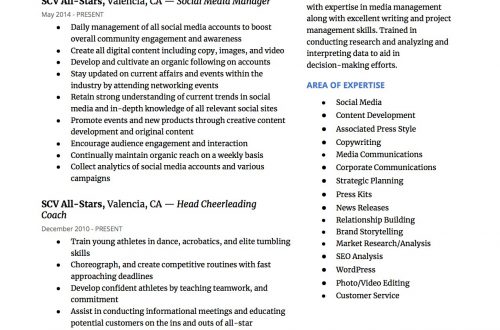 SCV All-Stars, Valencia, CA — Social Media Manager
May 2014 - PRESENT
● Daily management of all social media accounts to boost
overall community engagement and awareness
● Create all digital content including copy, images, and video
● Develop and cultivate an organic following on accounts
● Stay updated on current affairs and events within the
industry by attending networking events
● Retain strong understanding of current trends in social
media and in-depth knowledge of all relevant social sites
● Promote events and new products through creative content
development and original content
● Encourage audience engagement and interaction
● Continually maintain organic reach on a weekly basis
● Collect analytics of social media accounts and various
campaigns
SCV All-Stars, Valencia, CA — Head Cheerleading
Coach
December 2010 - PRESENT
● Train young athletes in dance, acrobatics, and elite tumbling
skills
● Choreograph, and create competitive routines with fast
approaching deadlines
● Develop confident athletes by teaching teamwork, and
commitment
● Assist in conducting informational meetings and educating
potential customers on the ins and outs of all-star
with expertise in media management
along with excellent writing and project
management skills. Trained in
conducting research and analyzing and
interpreting data to aid in
decision-making efforts.
AREA OF EXPERTISE
● Social Media
● Content Development
● Associated Press Style
● Copywriting
● Media Communications
● Corporate Communications
● Strategic Planning
● Press Kits
● News Releases
● Relationship Building
● Brand Storytelling
● Market Research/Analysis
● SEO Analysis
● WordPress
● Photo/Video Editing
● Customer Service